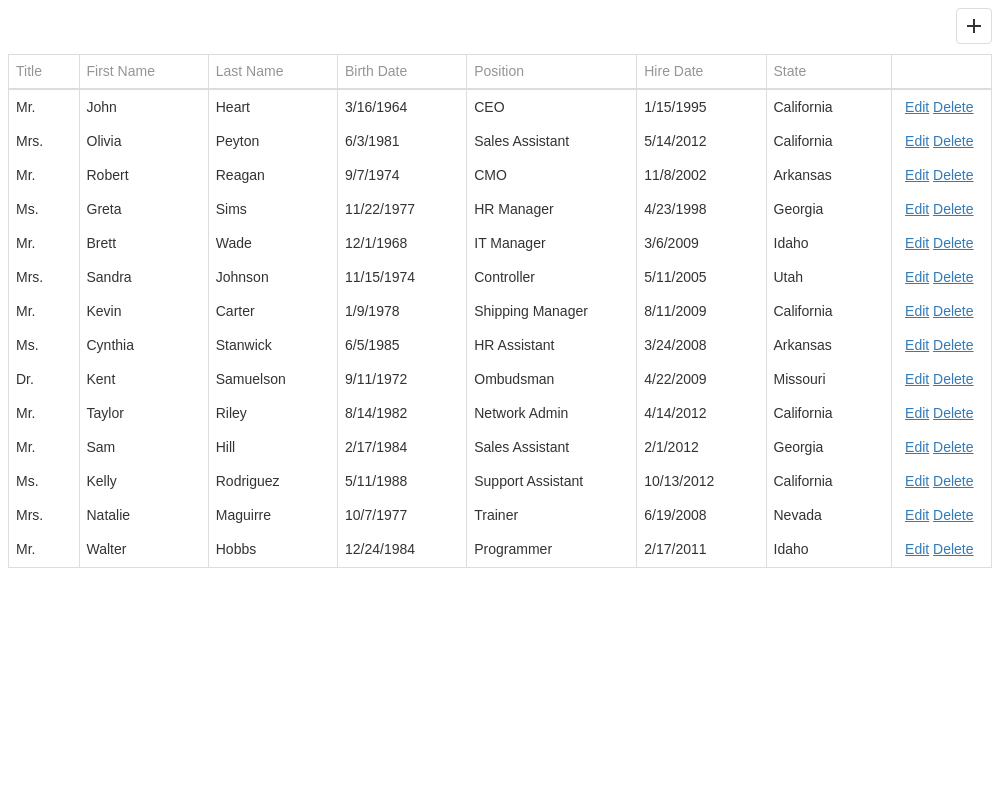 Title First Name Last Name Birth Date Position Hire Date State
Mr. John Heart 3/16/1964 CEO 1/15/1995 California Edit Delete
Mrs. Olivia Peyton 6/3/1981 Sales Assistant 5/14/2012 California Edit Delete
Mr. Robert Reagan 9/7/1974 CMO 11/8/2002 Arkansas Edit Delete
Ms. Greta Sims 11/22/1977 HR Manager 4/23/1998 Georgia Edit Delete
Mr. Brett Wade 12/1/1968 IT Manager 3/6/2009 Idaho Edit Delete
Mrs. Sandra Johnson 11/15/1974 Controller 5/11/2005 Utah Edit Delete
Mr. Kevin Carter 1/9/1978 Shipping Manager 8/11/2009 California Edit Delete
Ms. Cynthia Stanwick 6/5/1985 HR Assistant 3/24/2008 Arkansas Edit Delete
Dr. Kent Samuelson 9/11/1972 Ombudsman 4/22/2009 Missouri Edit Delete
Mr. Taylor Riley 8/14/1982 Network Admin 4/14/2012 California Edit Delete
Mr. Sam Hill 2/17/1984 Sales Assistant 2/1/2012 Georgia Edit Delete
Ms. Kelly Rodriguez 5/11/1988 Support Assistant 10/13/2012 California Edit Delete
Mrs. Natalie Maguirre 10/7/1977 Trainer 6/19/2008 Nevada Edit Delete
Mr. Walter Hobbs 12/24/1984 Programmer 2/17/2011 Idaho Edit Delete